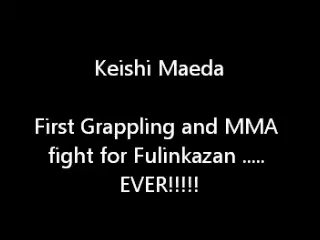 Keishi Maeda
First Grappling and MMA
fight for Fulinkazan .....
EVER!!!!!